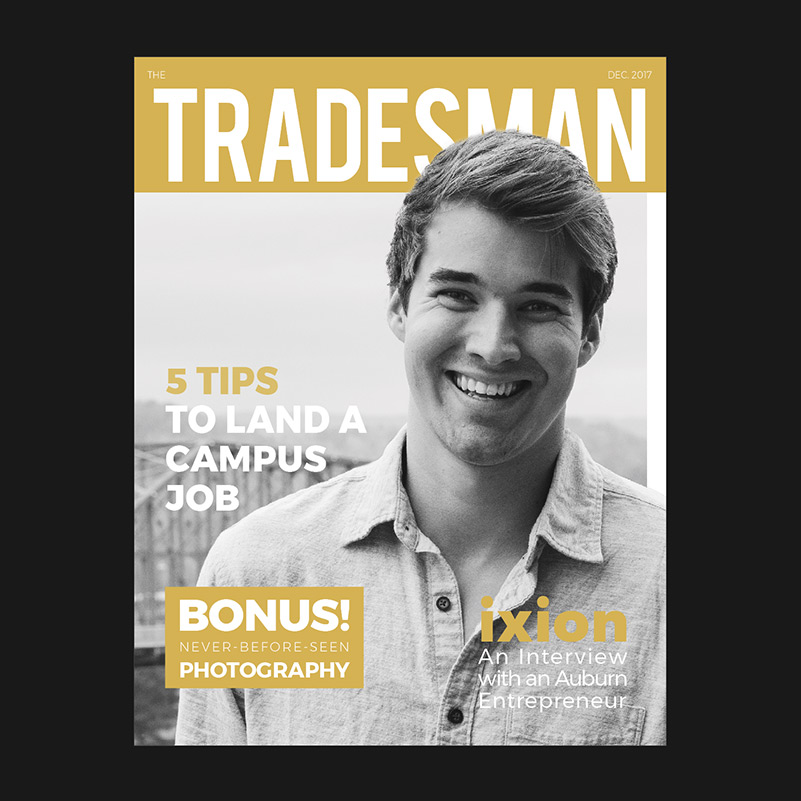 THE
DEC. 2017
TRADESMAN
5 TIPS
TO LAND A
CAMPUS
JOB
BONUS!
NEVER-BEFORE-SEEN
PHOTOGRAPHY
ixion
An Interview
with an Auburn
Entrepreneur